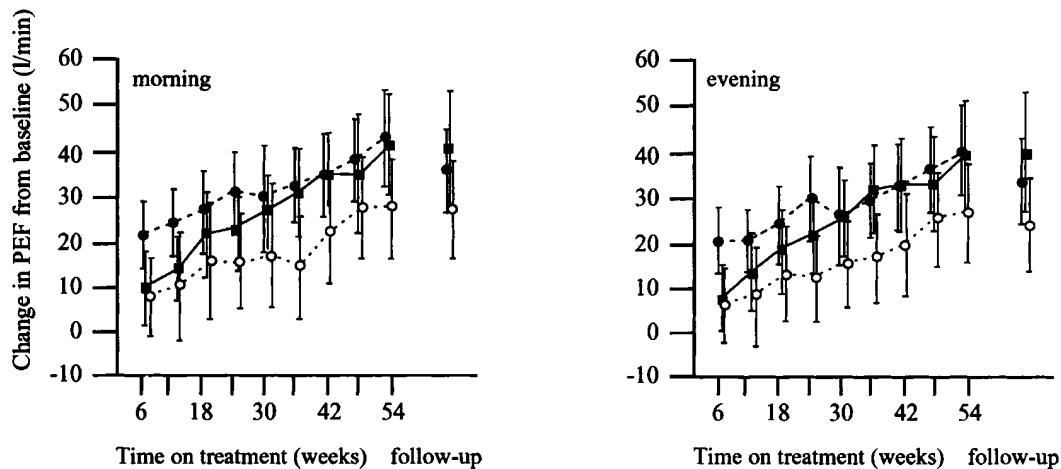 Change in PEF from baseline (l/min)
60
50
40
30
20
10
0
-10
morning
6 18 30 42 54
Time on treatment (weeks) follow-up
60
50
40
30
20
10
0
-10
evening
6 18 30 42 54
Time on treatment (weeks) follow-up